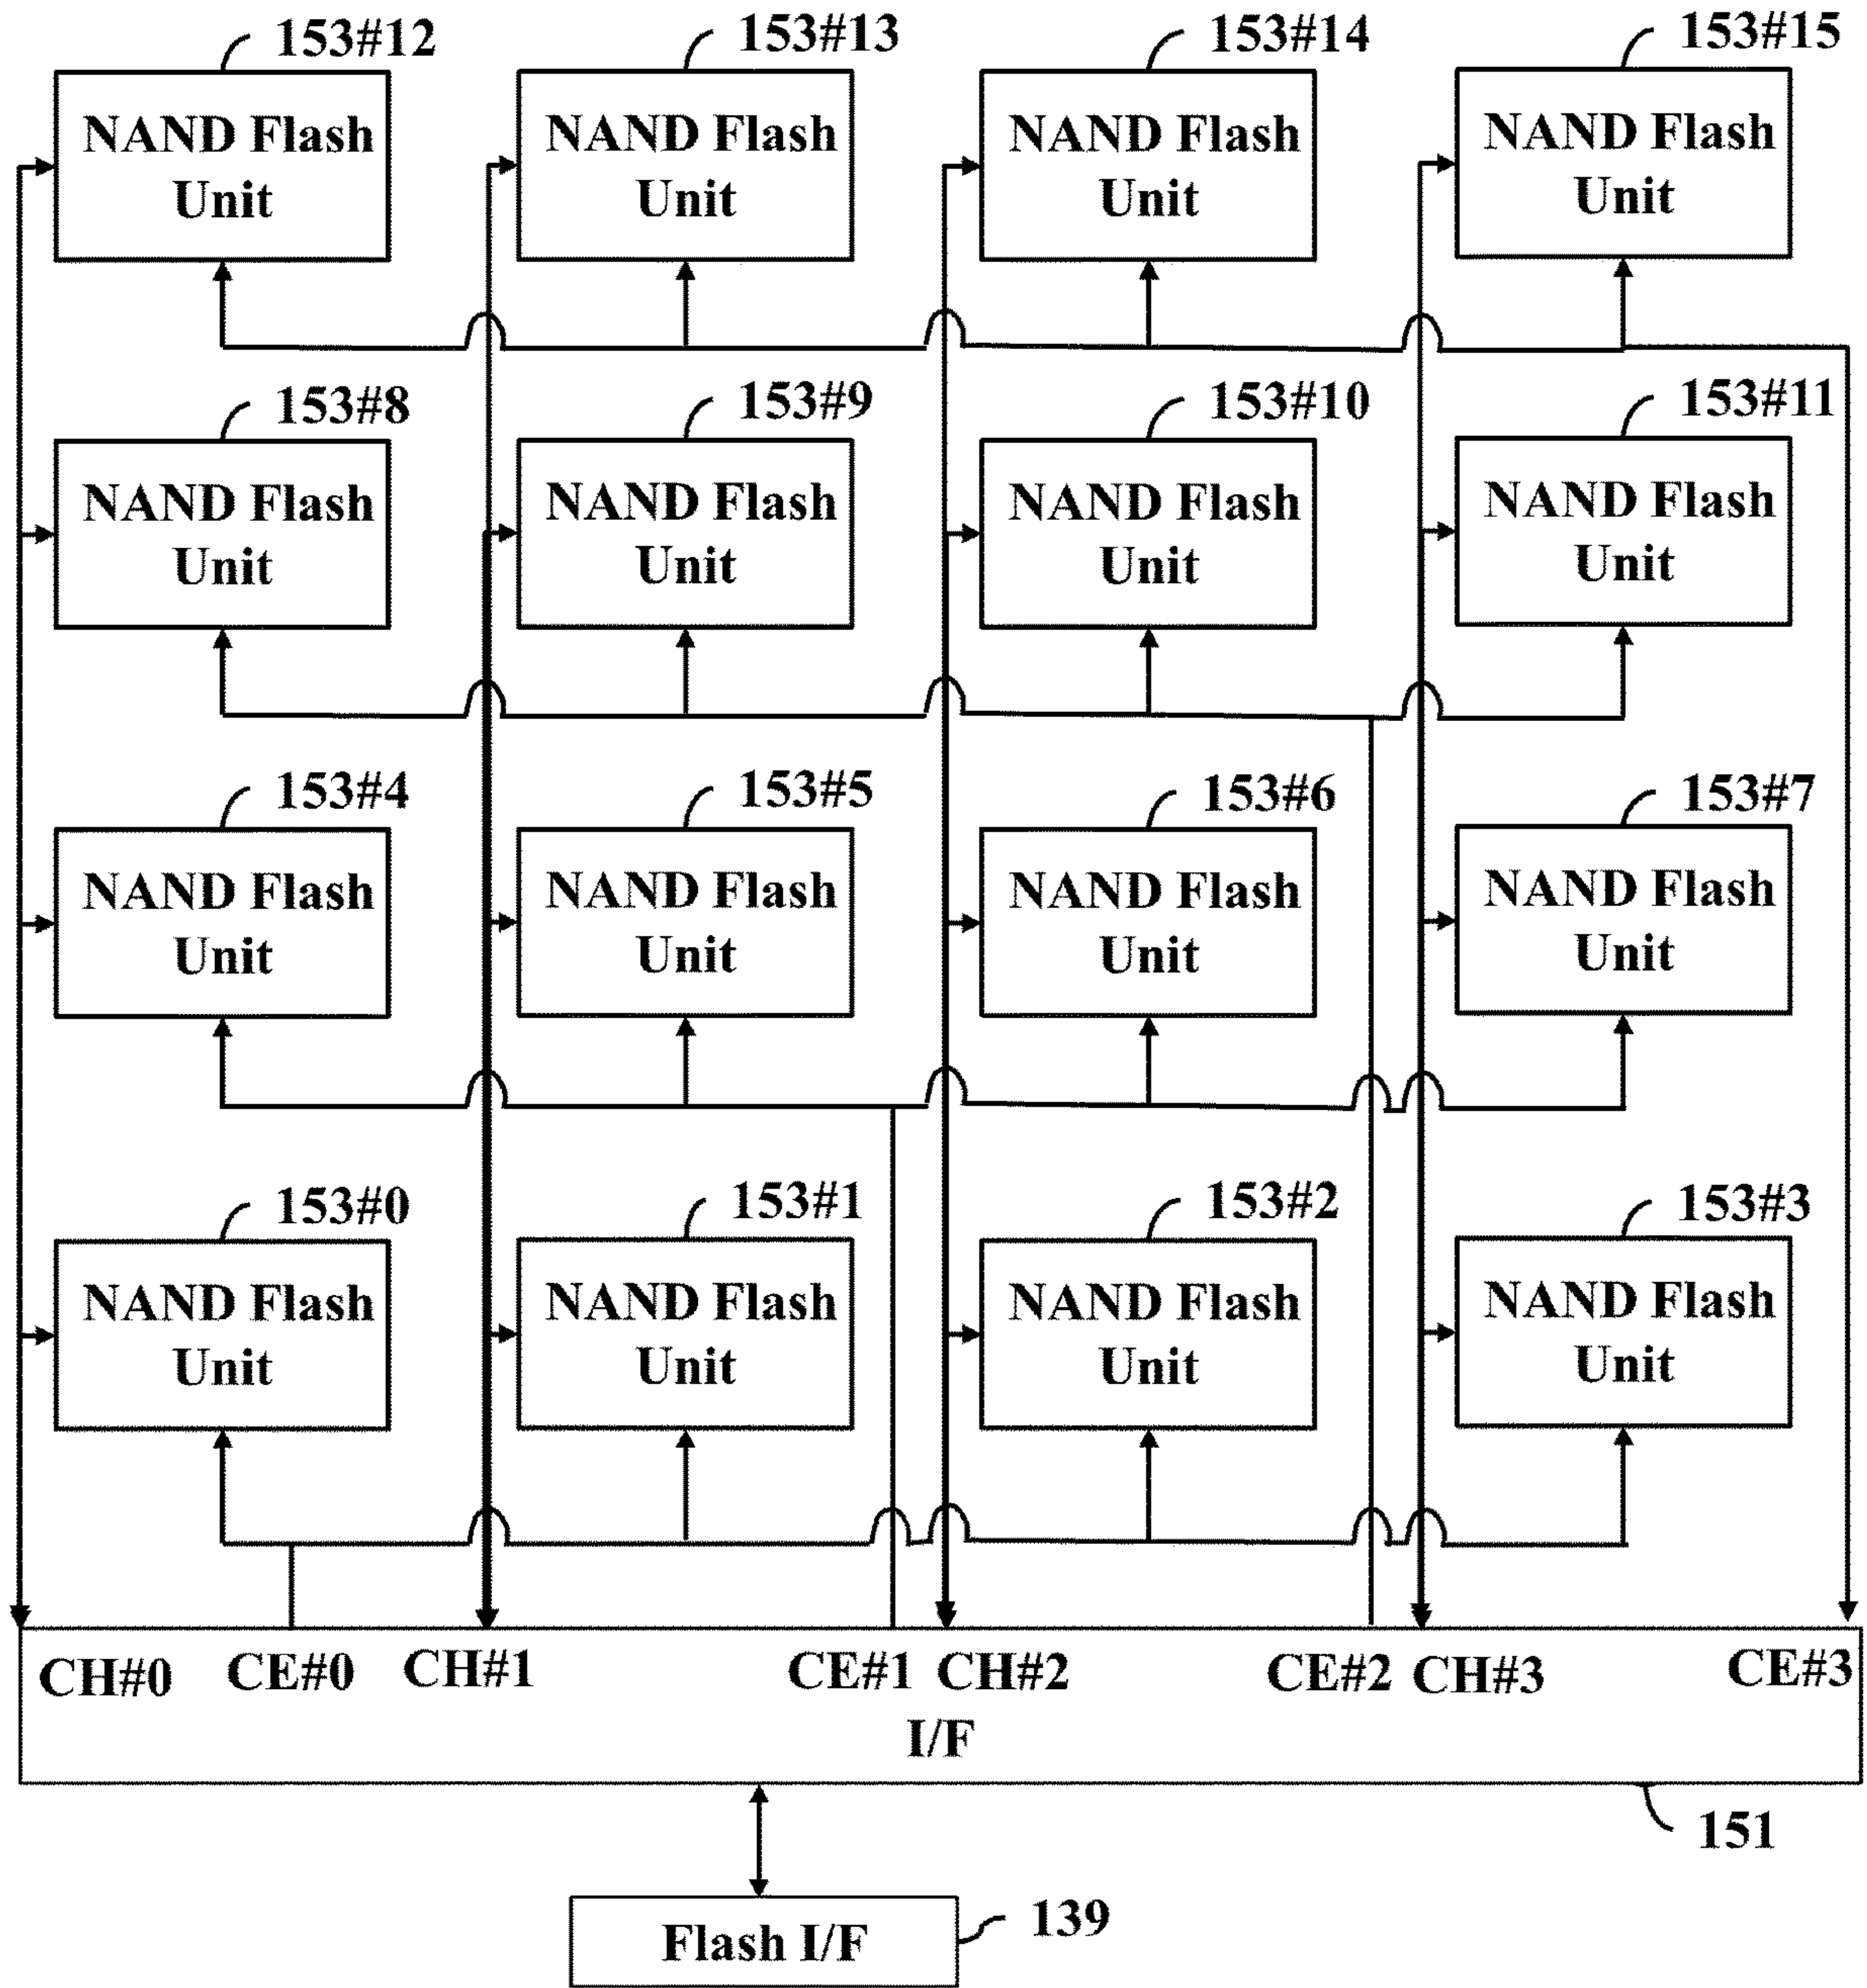 153#12 153#13 153#14 153#15
NAND Flash NAND Flash NAND Flash NAND Flash
Unit Unit Unit Unit
153#8 153#9 153#10 153#11
NAND Flash NAND Flash NAND Flash NAND Flash
Unit Unit Unit Unit
153#4 153#5 153#6 153#7
NAND Flash NAND Flash NAND Flash NAND Flash
Unit Unit Unit Unit
153#0 153#1 153#2 153#3
NAND Flash NAND Flash NAND Flash NAND Flash
Unit Unit Unit Unit
CH#0 CE#0 CH#1 CE#1 CH#2 CE#2 CH#3 CE#3
I/F
151
139
Flash I/F